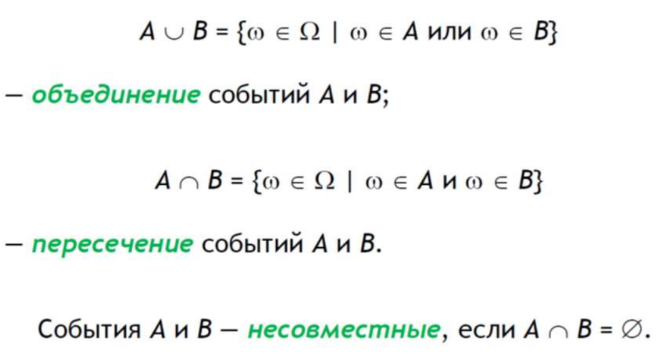 A ∪ B = {ω ∈ Ω | ω ∈ A или ω ∈ B}
— объединение событий A и B;
A ∩ B = {ω ∈ Ω | ω ∈ A и ω ∈ B}
— пересечение событий A и B.
События A и B — несовместные, если A ∩ B = ∅.